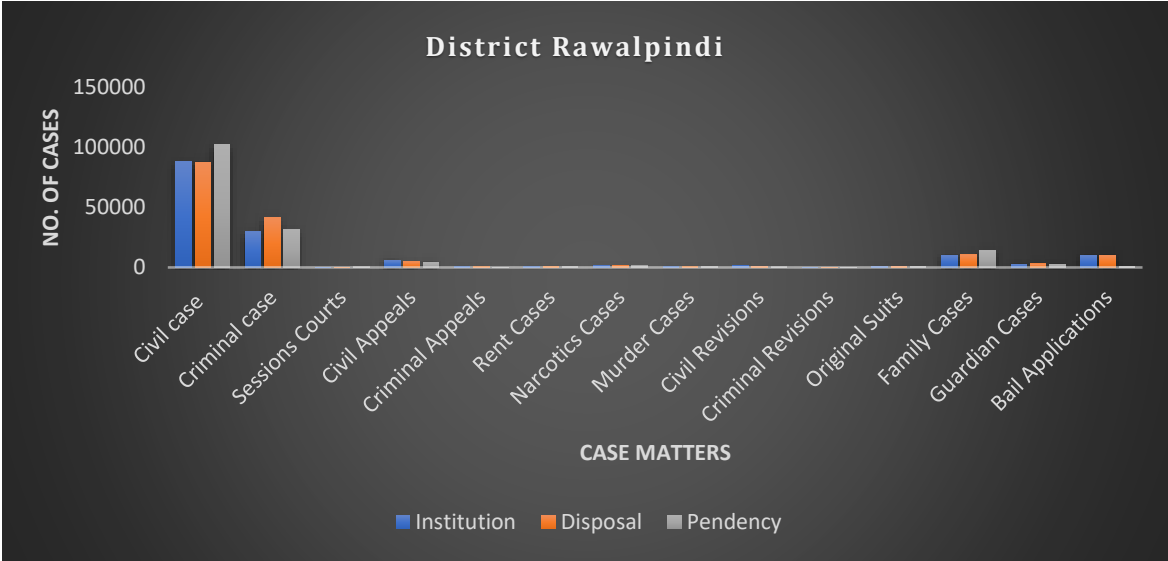 District Rawalpindi
150000
100000
50000
0
NO. OF CASES
Civil case
Criminal case
Sessions Courts
Civil Appeals
Criminal Appeals
Rent Cases
Narcotics Cases
Murder Cases
Civil Revisions
Criminal Revisions
Original Suits
Family Cases
Guardian Cases
Bail Applications
CASE MATTERS
Institution Disposal Pendency